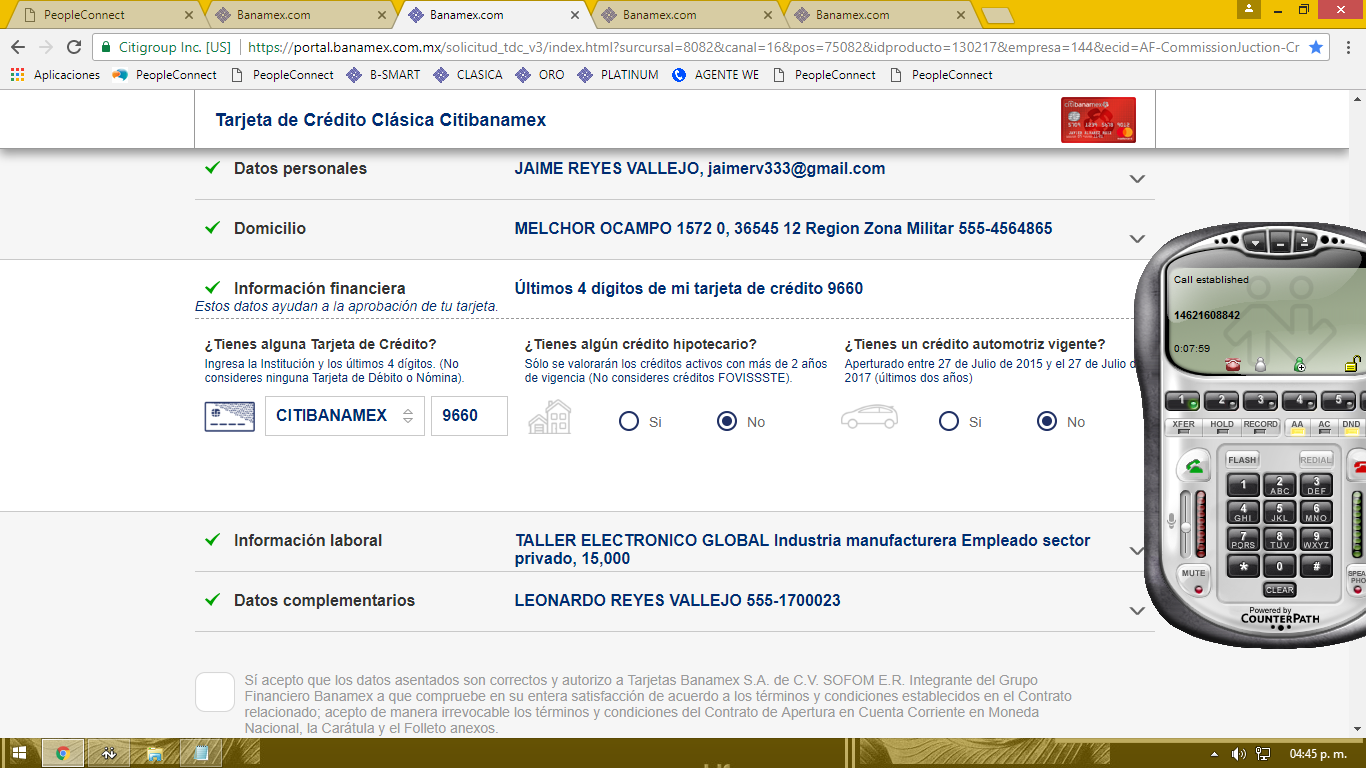 PeopleConnect
Banamex.com
Banamex.com
Banamex.com
Banamex.com
Citigroup Inc. [US]
https://portal.banamex.com.mx/solicitud_tdc_v3/index.html?surcursal=8082&canal=16&pos=75082&idproducto=130217&empresa=144&ecid=AF-CommissionJuction-Cr
Aplicaciones
PeopleConnect
PeopleConnect
B-SMART
CLASICA
ORO
PLATINUM
AGENTE WE
PeopleConnect
PeopleConnect
Tarjeta de Crédito Clásica Citibanamex
citibanamex
Datos personales
JAIME REYES VALLEJO, jaimerv333@gmail.com
Domicilio
MELCHOR OCAMPO 1572 0, 36545 12 Region Zona Militar 555-4564865
Información financiera
Últimos 4 dígitos de mi tarjeta de crédito 9660
Estos datos ayudan a la aprobación de tu tarjeta.
¿Tienes alguna Tarjeta de Crédito?
Ingresa la Institución y los últimos 4 dígitos. (No
consideres ninguna Tarjeta de Débito o Nómina).
CITIBANAMEX
9660
¿Tienes algún crédito hipotecario?
Sólo se valorarán los créditos activos con más de 2 años
de vigencia (No consideres créditos FOVISSSTE).
Si
No
¿Tienes un crédito automotriz vigente?
Aperturado entre 27 de Julio de 2015 y el 27 de Julio d
2017 (últimos dos años)
Si
No
Información laboral
TALLER ELECTRONICO GLOBAL Industria manufacturera Empleado sector
privado, 15,000
Datos complementarios
LEONARDO REYES VALLEJO 555-1700023
Sí acepto que los datos asentados son correctos y autorizo a Tarjetas Banamex S.A. de C.V. SOFOM E.R. Integrante del Grupo
Financiero Banamex a que compruebe en su entera satisfacción de acuerdo a los términos y condiciones establecidos en el Contrato
relacionado; acepto de manera irrevocable los términos y condiciones del Contrato de Apertura en Cuenta Corriente en Moneda
Nacional, la Carátula y el Folleto anexos.
Call established
14621608842
0:07:59
1 2 3 4 5
XFER HOLD RECORD AA AC DND
FLASH
REDIAL
1 2 ABC 3 DEF
4 GHI 5 JKL 6 MNO
7 PQRS 8 TUV 9 WXYZ
* 0 #
MUTE
CLEAR
SPEA
PHO
Powered by
COUNTERPATH
04:45 p. m.